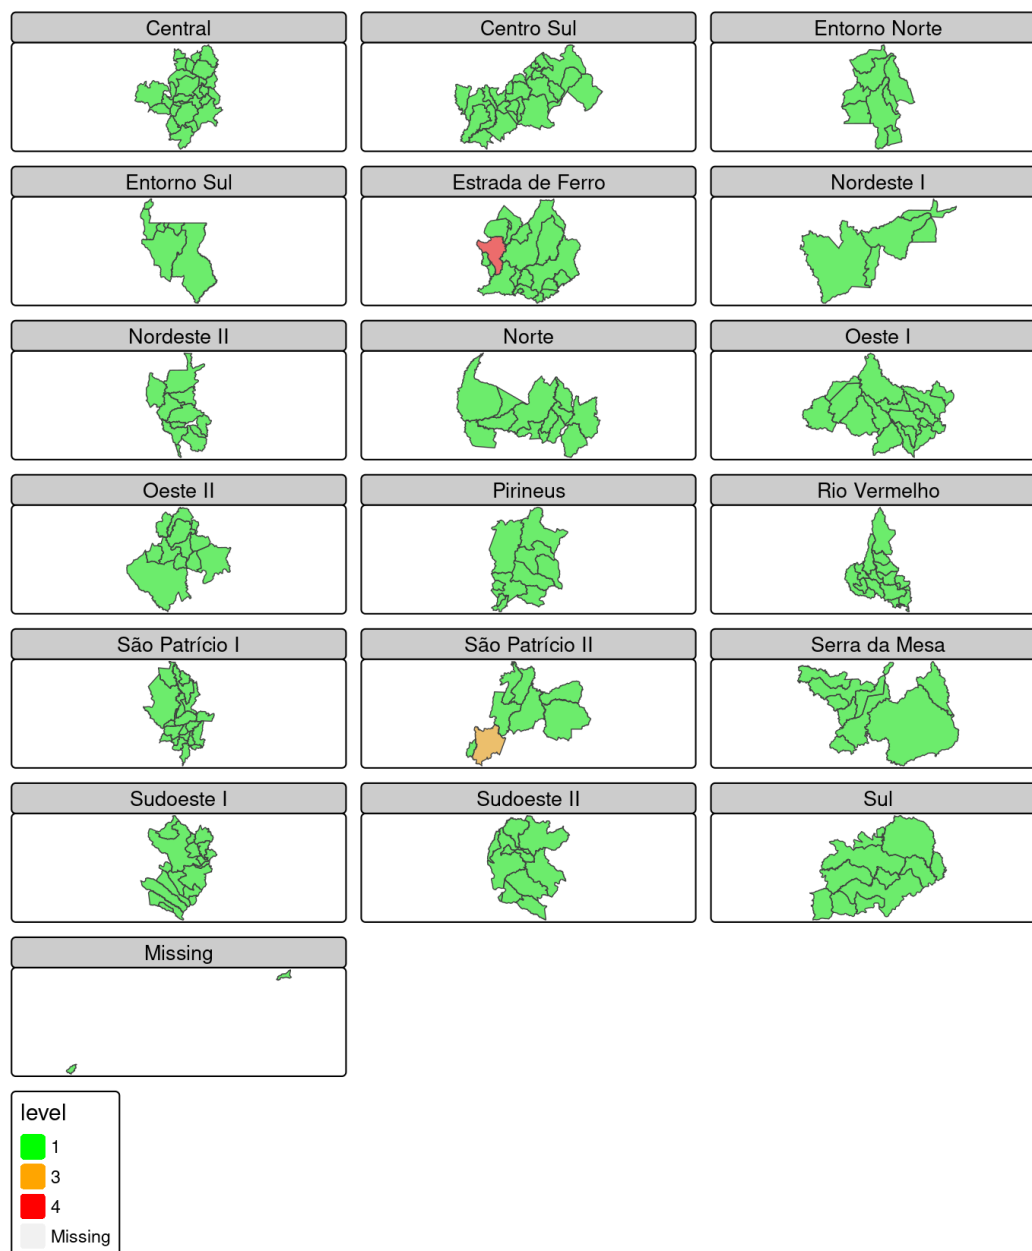 Central
Centro Sul
Entorno Norte
Entorno Sul
Estrada de Ferro
Nordeste I
Nordeste II
Norte
Oeste I
Oeste II
Pirineus
Rio Vermelho
São Patrício I
São Patrício II
Serra da Mesa
Sudoeste I
Sudoeste II
Sul
Missing
level
1
3
4
Missing